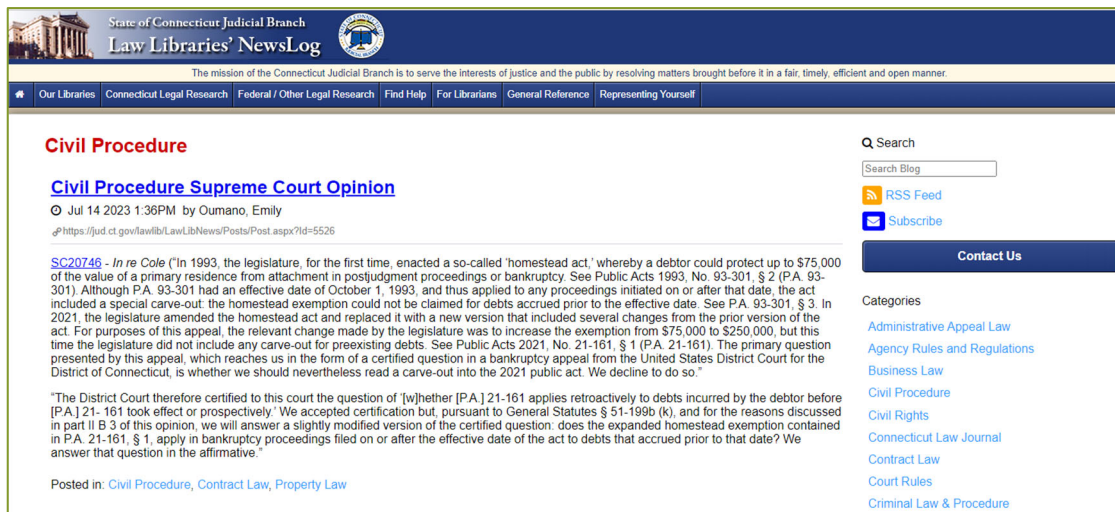 State of Connecticut Judicial Branch
Law Libraries' NewsLog
The mission of the Connecticut Judicial Branch is to serve the interests of justice and the public by resolving matters brought before it in a fair, timely, efficient and open manner.
Our Libraries Connecticut Legal Research Federal / Other Legal Research Find Help For Librarians General Reference Representing Yourself
Civil Procedure
Civil Procedure Supreme Court Opinion
Jul 14 2023 1:36PM by Oumano, Emily
https://jud.ct.gov/lawlib/LawLibNews/Posts/Post.aspx?Id=5526
SC20746 - In re Cole ("In 1993, the legislature, for the first time, enacted a so-called 'homestead act,' whereby a debtor could protect up to $75,000
of the value of a primary residence from attachment in postjudgment proceedings or bankruptcy. See Public Acts 1993, No. 93-301, § 2 (P.A. 93-
301). Although P.A. 93-301 had an effective date of October 1, 1993, and thus applied to any proceedings initiated on or after that date, the act
included a special carve-out: the homestead exemption could not be claimed for debts accrued prior to the effective date. See P.A. 93-301, § 3. In
2021, the legislature amended the homestead act and replaced it with a new version that included several changes from the prior version of the
act. For purposes of this appeal, the relevant change made by the legislature was to increase the exemption from $75,000 to $250,000, but this
time the legislature did not include any carve-out for preexisting debts. See Public Acts 2021, No. 21-161, § 1 (P.A. 21-161). The primary question
presented by this appeal, which reaches us in the form of a certified question in a bankruptcy appeal from the United States District Court for the
District of Connecticut, is whether we should nevertheless read a carve-out into the 2021 public act. We decline to do so."
"The District Court therefore certified to this court the question of '[w]hether [P.A.] 21-161 applies retroactively to debts incurred by the debtor before
[P.A.] 21- 161 took effect or prospectively.' We accepted certification but, pursuant to General Statutes § 51-199b (k), and for the reasons discussed
in part II B 3 of this opinion, we will answer a slightly modified version of the certified question: does the expanded homestead exemption contained
in P.A. 21-161, § 1, apply in bankruptcy proceedings filed on or after the effective date of the act to debts that accrued prior to that date? We
answer that question in the affirmative."
Posted in: Civil Procedure, Contract Law, Property Law
Search
Search Blog
RSS Feed
Subscribe
Contact Us
Categories
Administrative Appeal Law
Agency Rules and Regulations
Business Law
Civil Procedure
Civil Rights
Connecticut Law Journal
Contract Law
Court Rules
Criminal Law & Procedure